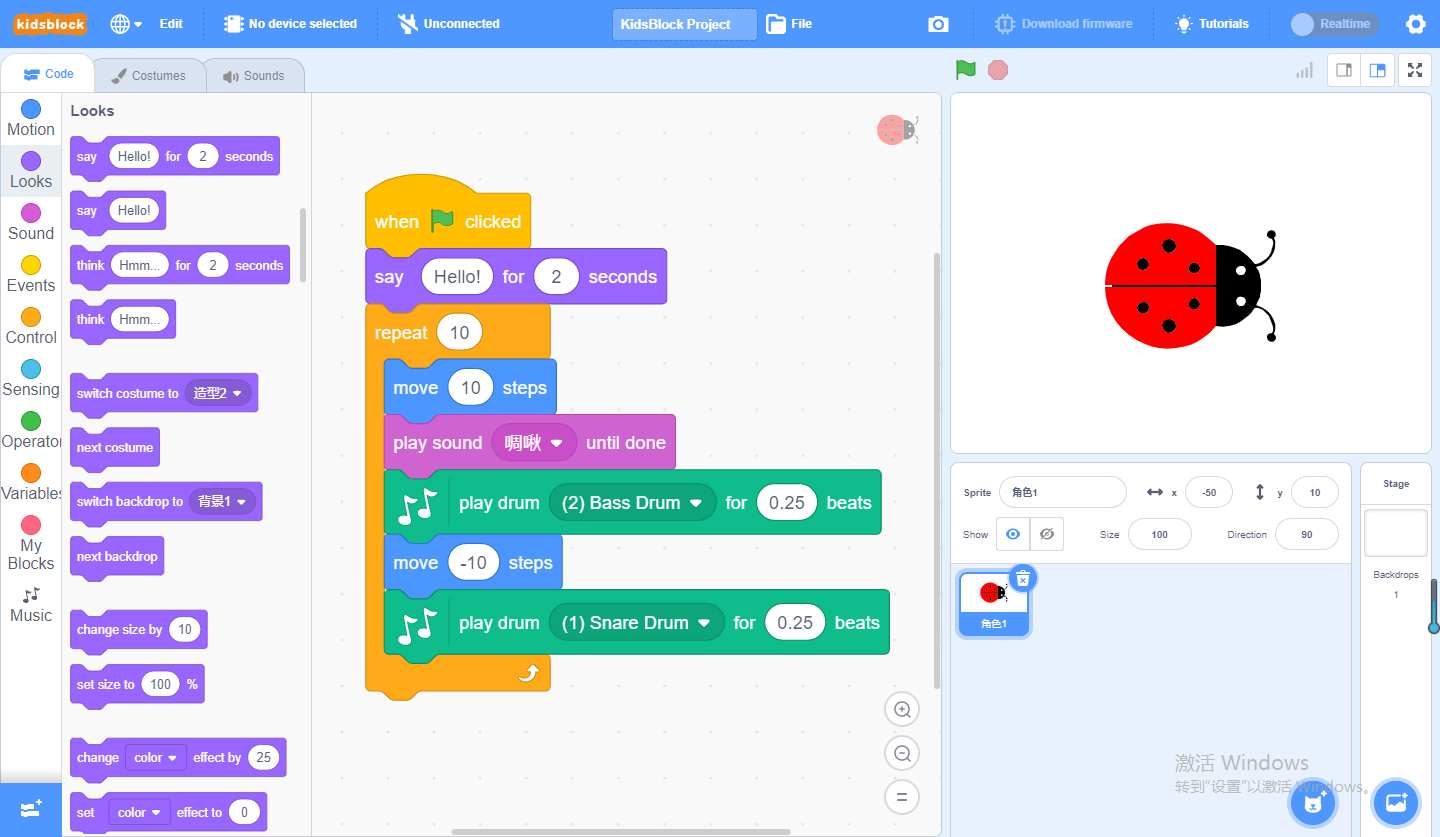 kidsblock Edit No device selected Unconnected KidsBlock Project File Download firmware Tutorials Realtime
Code Costumes Sounds
Motion
Looks
Sound
Events
Control
Sensing
Operator
Variables
My
Blocks
Music
Looks
say Hello! for 2 seconds
say Hello!
think Hmm... for 2 seconds
think Hmm...
switch costume to 造型2
next costume
switch backdrop to 背景1
next backdrop
change size by 10
set size to 100 %
change color effect by 25
set color effect to 0
when clicked
say Hello! for 2 seconds
repeat 10
move 10 steps
play sound 啁啾 until done
play drum (2) Bass Drum for 0.25 beats
move -10 steps
play drum (1) Snare Drum for 0.25 beats
Sprite 角色1 x -50 y 10
Show Size 100 Direction 90
角色1
Stage
Backdrops
1
激活 Windows
转到“设置”以激活 Windows。